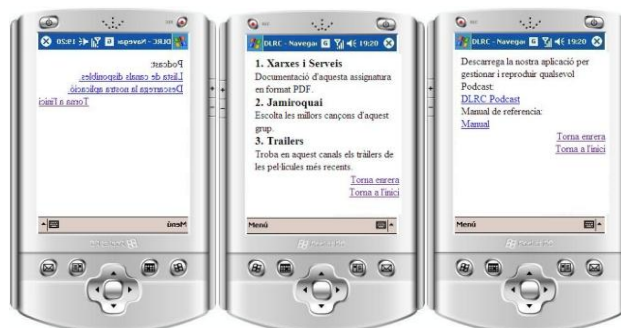 DLRC - Navegar 19:20
Podcast:
Llista de canals disponibles.
Descarrega la nostra aplicació.
Torna a l'inici
Menú
DLRC - Navegar 19:20
1. Xarxes i Serveis
Documentació d'aquesta assignatura
en format PDF.
2. Jamiroquai
Escolta les millors cançons d'aquest
grup.
3. Trailers
Troba en aquest canals els tràilers de
les pel·lícules més recents.
Torna enrera
Torna a l'inici
Menú
DLRC - Navegar 19:20
Descarrega la nostra aplicació per
gestionar i reproduir qualsevol
Podcast:
DLRC Podcast
Manual de referencia:
Manual
Torna enrera
Torna a l'inici
Menú